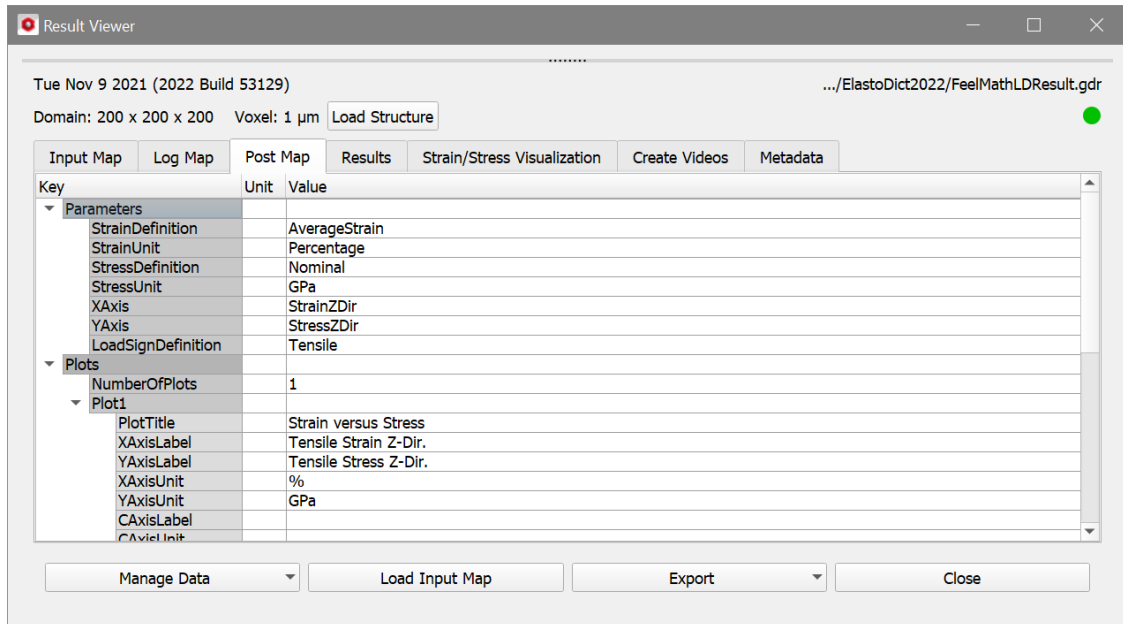 Result Viewer
Tue Nov 9 2021 (2022 Build 53129) .../ElastoDict2022/FeelMathLDResult.gdr
Domain: 200 x 200 x 200 Voxel: 1 µm Load Structure
Input Map Log Map Post Map Results Strain/Stress Visualization Create Videos Metadata
Key Unit Value
Parameters
StrainDefinition AverageStrain
StrainUnit Percentage
StressDefinition Nominal
StressUnit GPa
XAxis StrainZDir
YAxis StressZDir
LoadSignDefinition Tensile
Plots
NumberOfPlots 1
Plot1
PlotTitle Strain versus Stress
XAxisLabel Tensile Strain Z-Dir.
YAxisLabel Tensile Stress Z-Dir.
XAxisUnit %
YAxisUnit GPa
CAxisLabel
CAxisUnit
Manage Data Load Input Map Export Close